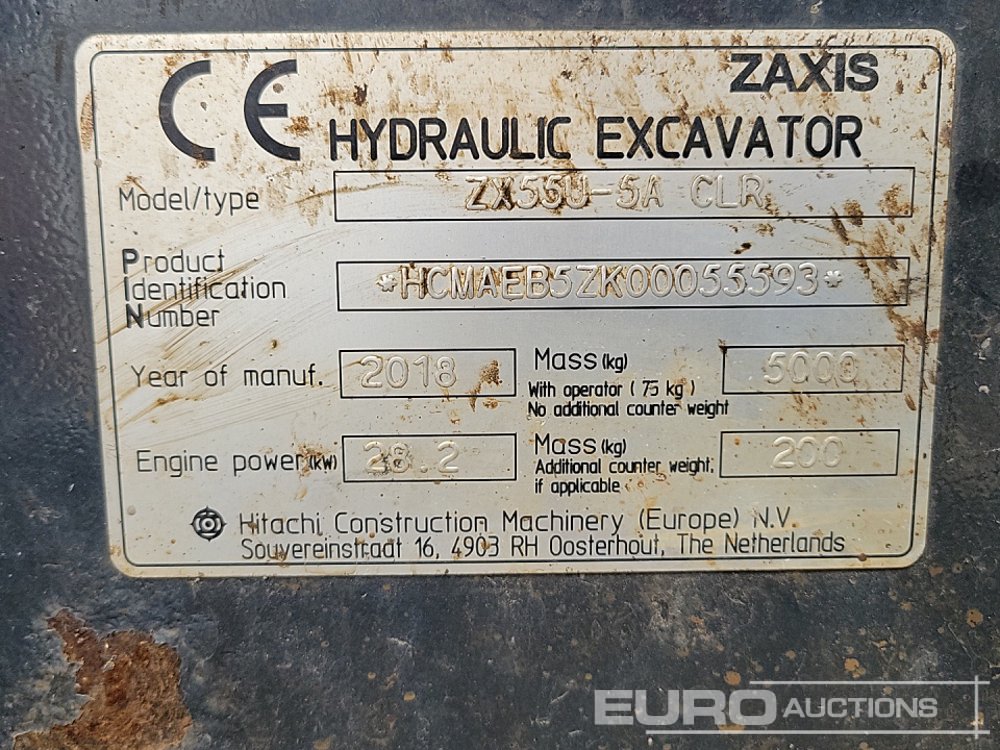 CE
ZAXIS
HYDRAULIC EXCAVATOR
Model/type ZX55U-5A CLR
Product
Identification *HCMAEB5ZK00055593*
Number
Year of manuf. 2018
Mass (kg) 5000
With operator ( 75 kg )
No additional counter weight
Engine power (kW) 28.2
Mass (kg) 200
Additional counter weight,
if applicable
Hitachi Construction Machinery (Europe) N.V.
Souvereinstraat 16, 4903 RH Oosterhout, The Netherlands
EURO AUCTIONS